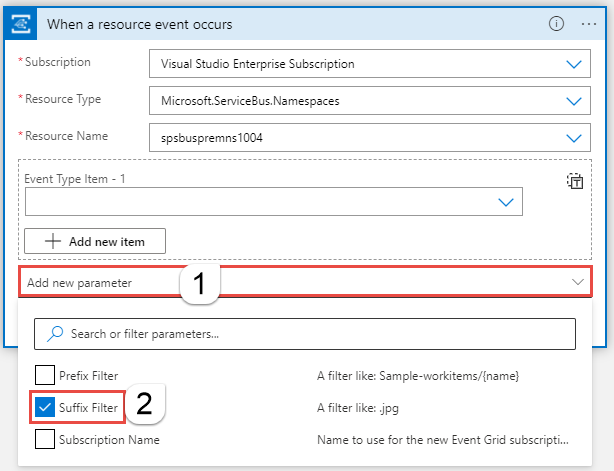 When a resource event occurs
* Subscription
Visual Studio Enterprise Subscription
* Resource Type
Microsoft.ServiceBus.Namespaces
* Resource Name
spsbuspremns1004
Event Type Item - 1
Add new item
Add new parameter
1
Search or filter parameters...
Prefix Filter
A filter like: Sample-workitems/{name}
Suffix Filter
2
A filter like: .jpg
Subscription Name
Name to use for the new Event Grid subscripti...